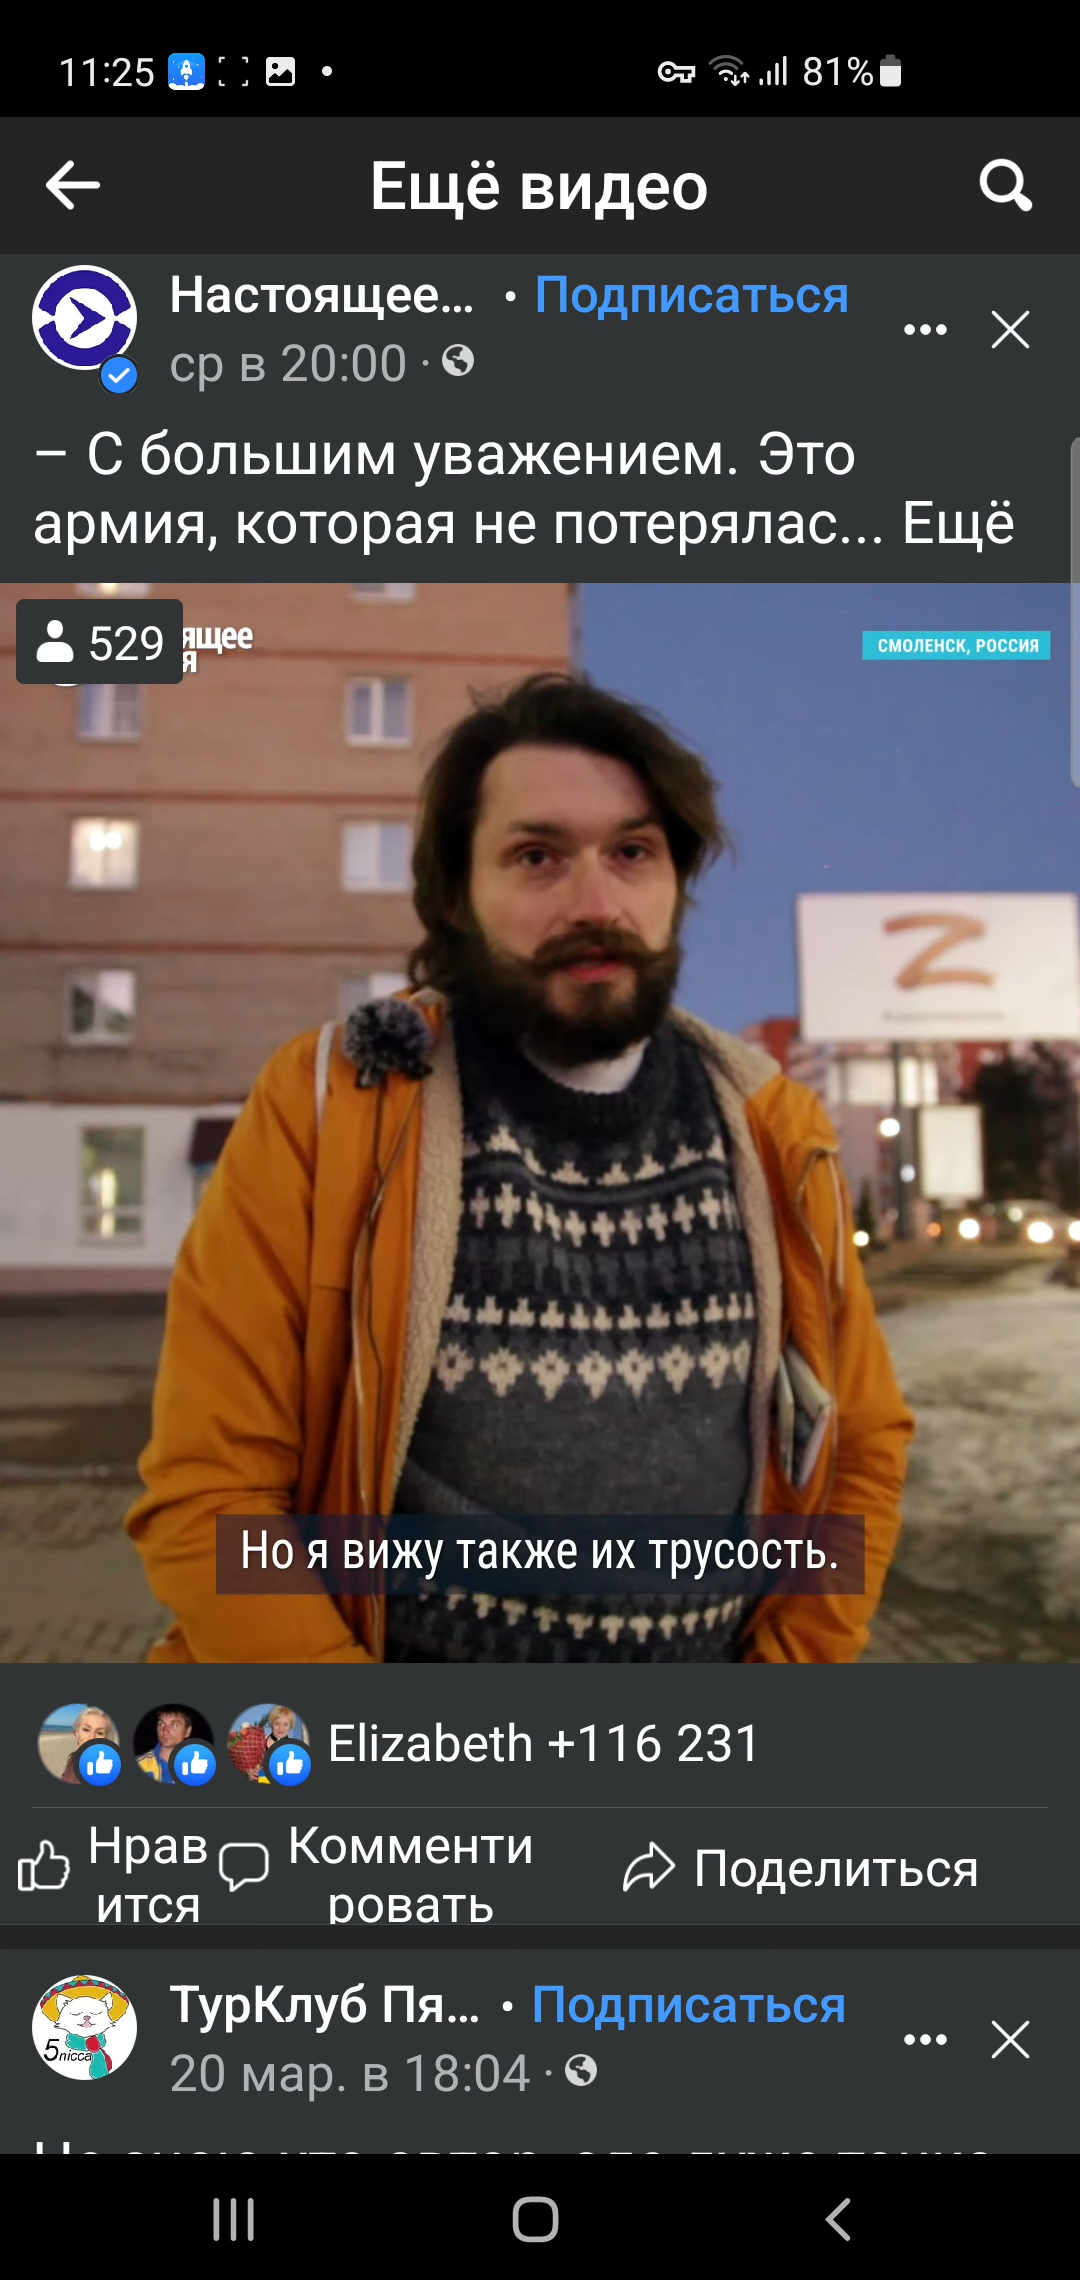 11:25
81%
Ещё видео
Настоящее... • Подписаться
ср в 20:00 ·
– С большим уважением. Это
армия, которая не потерялас... Ещё
529
ящее
я
СМОЛЕНСК, РОССИЯ
Z
Но я вижу также их трусость.
Elizabeth +116 231
Нрав
ится
Комменти
ровать
Поделиться
ТурКлуб Пя... • Подписаться
5nicca
20 мар. в 18:04 ·